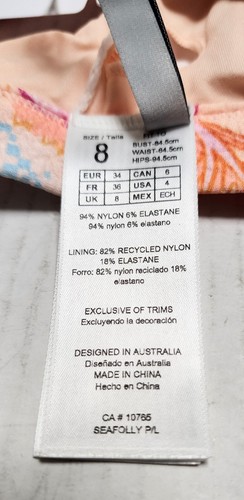 SIZE / Talla
8
BUST-84.5cm
WAIST-64.5cm
HIPS-94.5cm
EUR 34 CAN 6
FR 36 USA 4
UK 8 MEX ECH
94% NYLON 6% ELASTANE
94% nylon 6% elastano
LINING: 82% RECYCLED NYLON
18% ELASTANE
Forro: 82% nylon reciclado 18%
elastano
EXCLUSIVE OF TRIMS
Excluyendo la decoración
DESIGNED IN AUSTRALIA
Diseñado en Australia
MADE IN CHINA
Hecho en China
CA # 10765
SEAFOLLY P/L